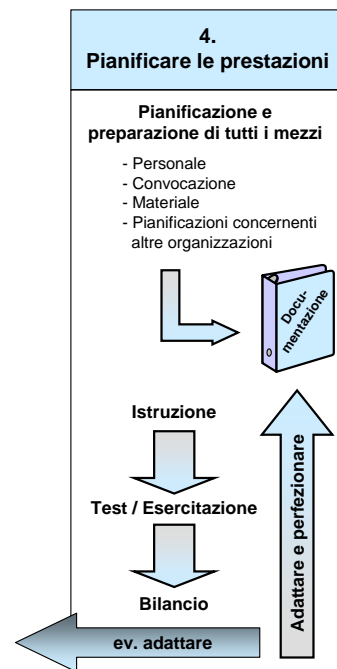 4.
Pianificare le prestazioni
Pianificazione e
preparazione di tutti i mezzi
- Personale
- Convocazione
- Materiale
- Pianificazioni concernenti
altre organizzazioni
Docu-
mentazione
Istruzione
Test / Esercitazione
Bilancio
Adattare e perfezionare
ev. adattare